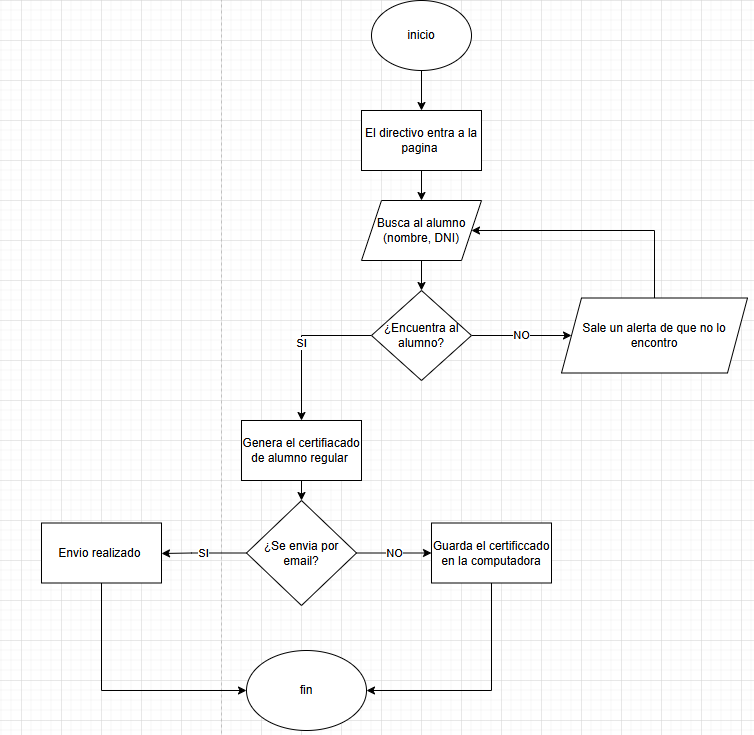 inicio
El directivo entra a la
pagina
Busca al alumno
(nombre, DNI)
¿Encuentra al
alumno?
SI
NO
Sale un alerta de que no lo
encontro
Genera el certifiacado
de alumno regular
¿Se envia por
email?
SI
NO
Envio realizado
Guarda el certificcado
en la computadora
fin